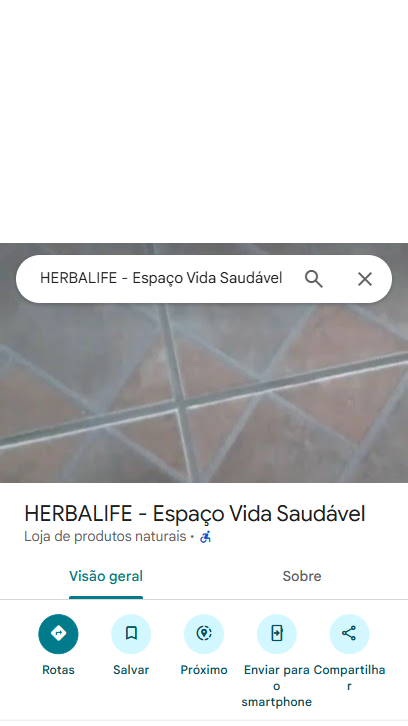 HERBALIFE - Espaço Vida Saudável
HERBALIFE - Espaço Vida Saudável
Loja de produtos naturais ·
Visão geral
Sobre
Rotas
Salvar
Próximo
Enviar para
o
smartphone
Compartilha
r